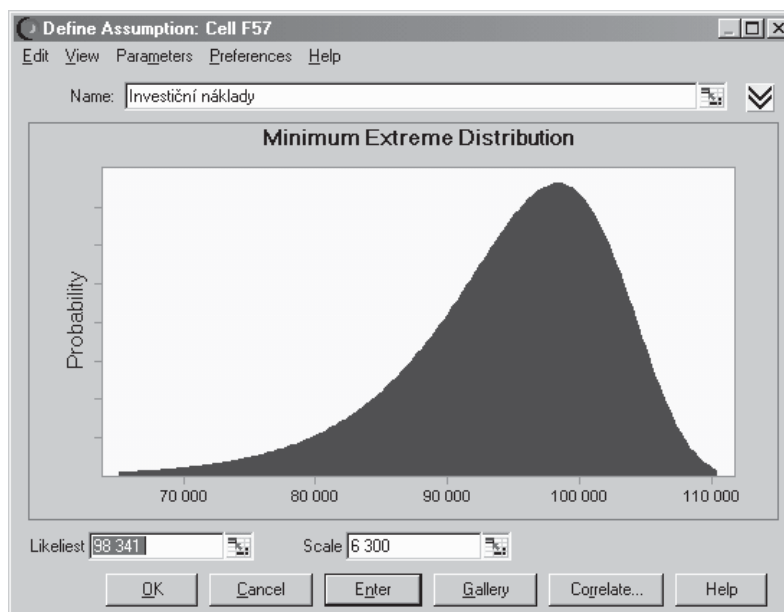 Define Assumption: Cell F57
Edit View Parameters Preferences Help
Name: Investiční náklady
Minimum Extreme Distribution
Probability
70 000 80 000 90 000 100 000 110 000
Likeliest 98 341 Scale 6 300
OK Cancel Enter Gallery Correlate... Help